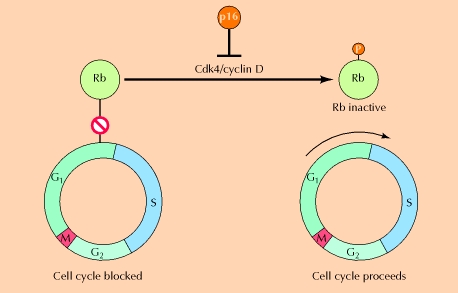 p16
Cdk4/cyclin D
Rb
P
Rb
Rb inactive
G1
S
M
G2
Cell cycle blocked
G1
S
M
G2
Cell cycle proceeds